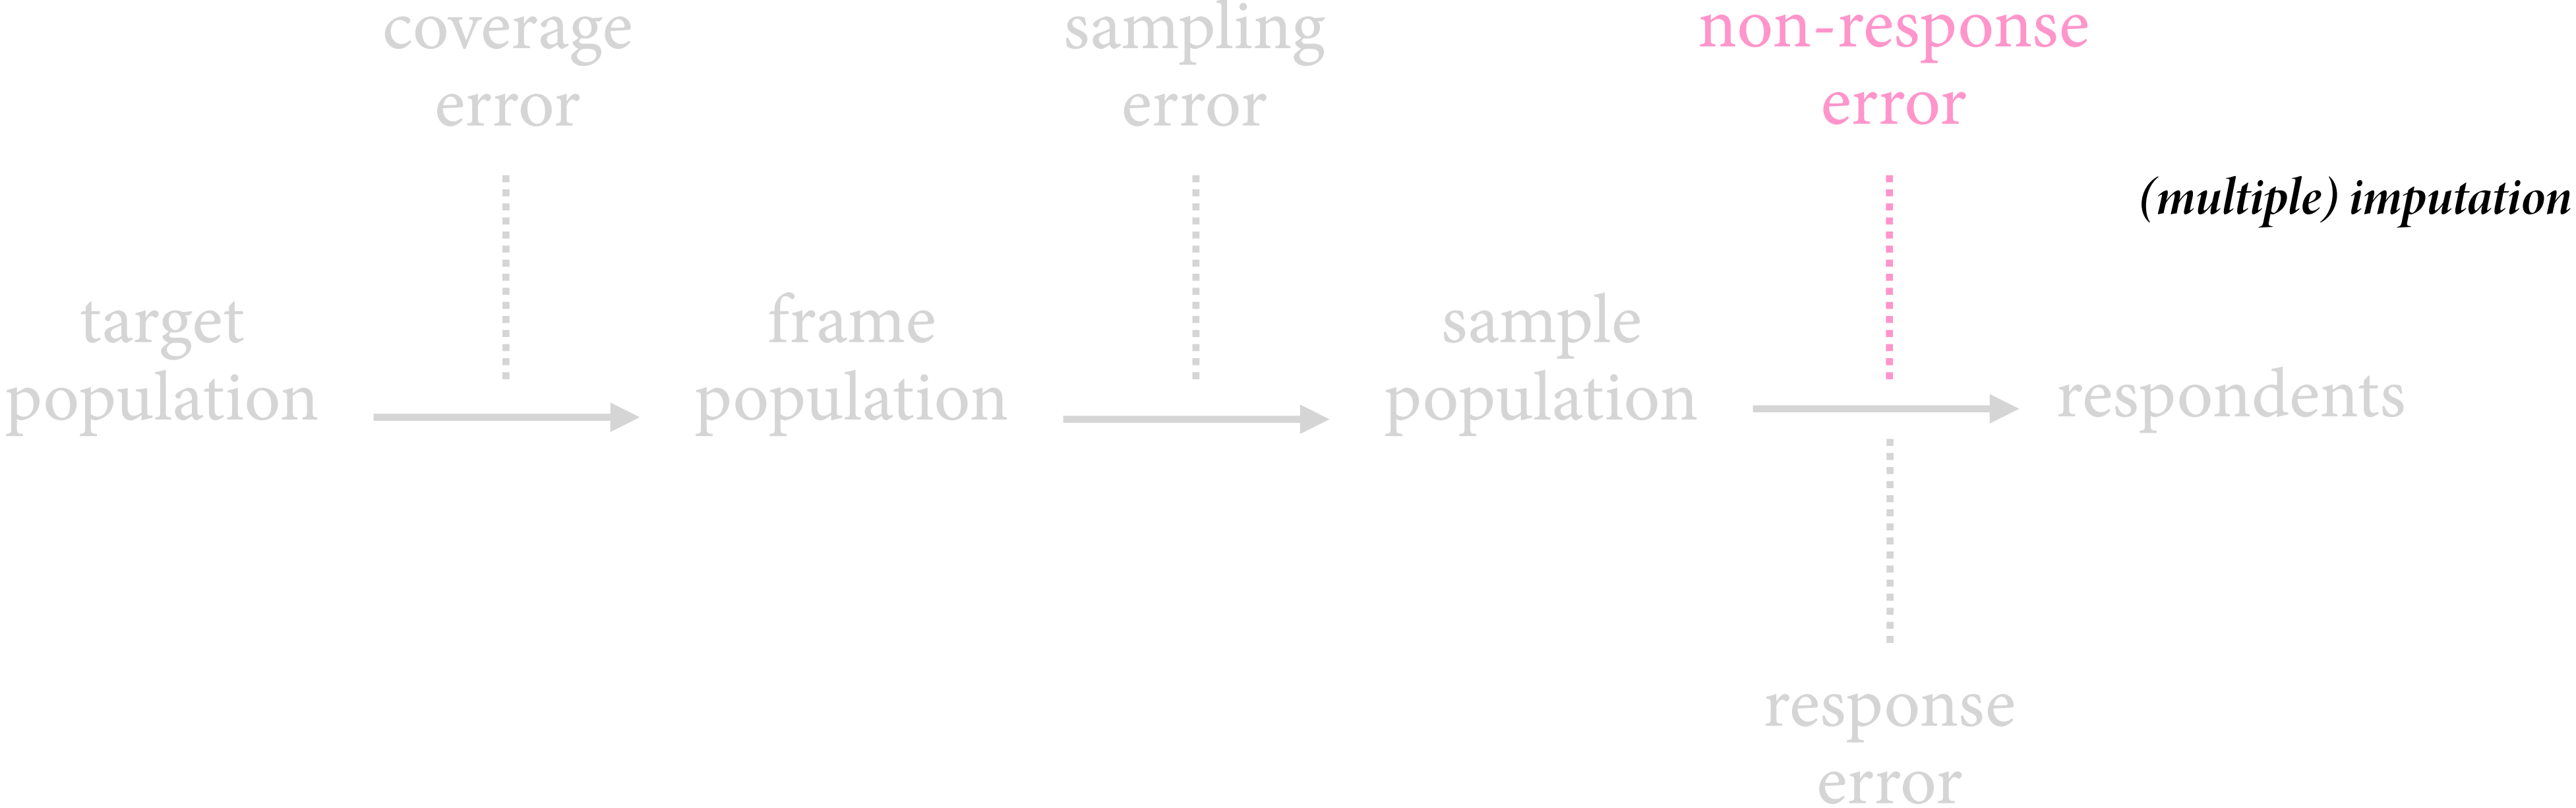 coverage
error
sampling
error
non-response
error
(multiple) imputation
target
population
frame
population
sample
population
respondents
response
error